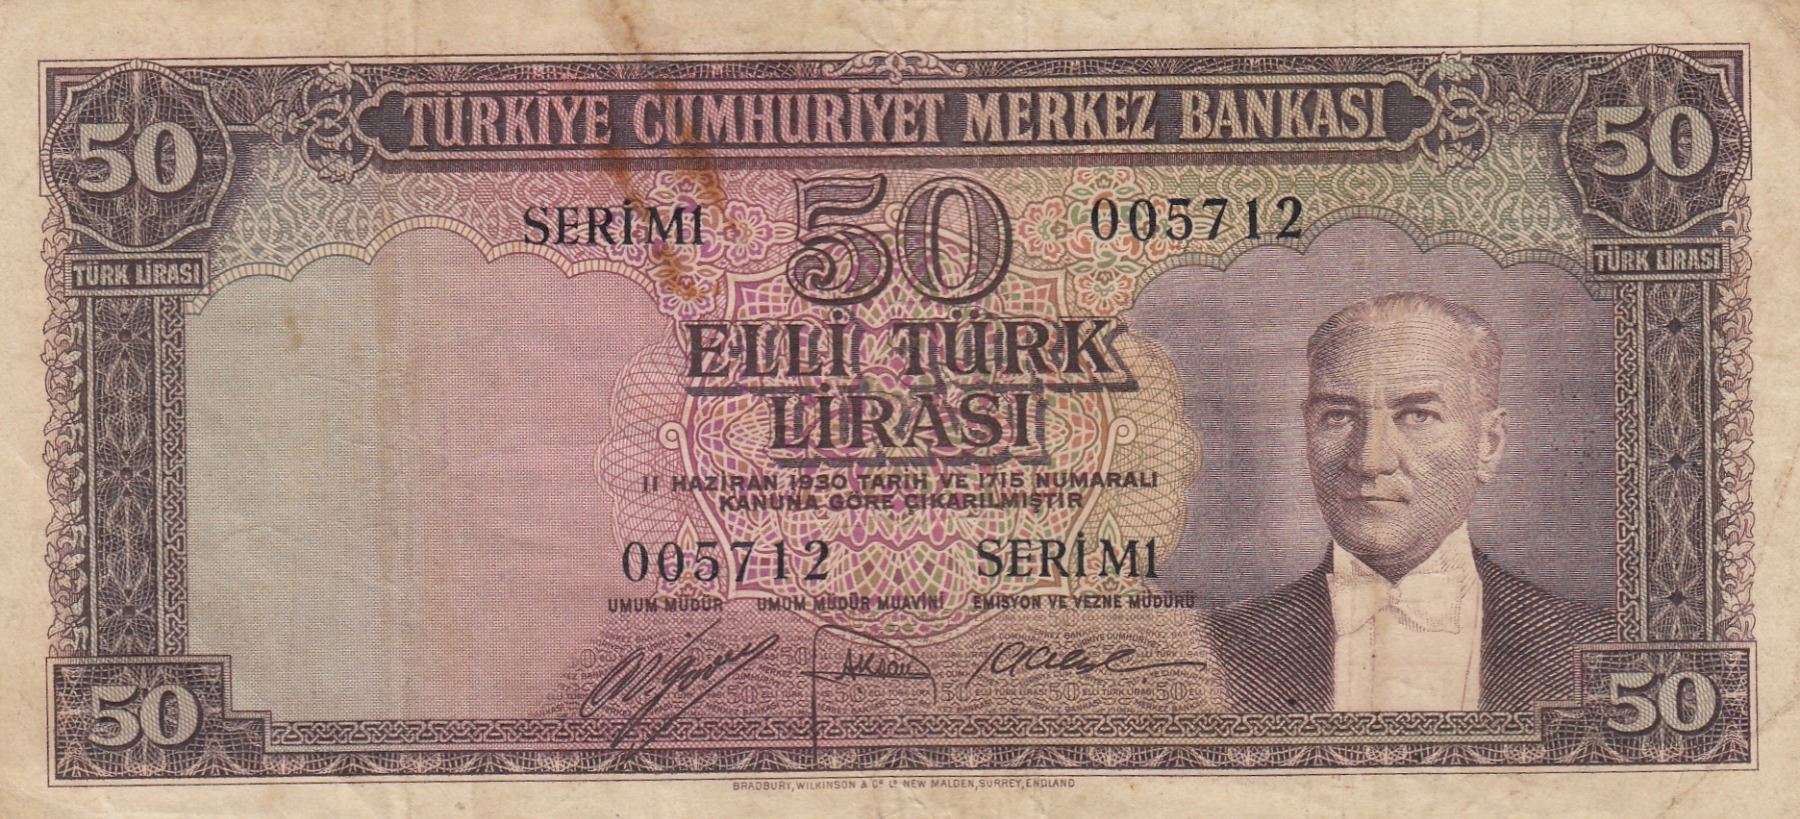 TÜRKİYE CUMHURİYET MERKEZ BANKASI
50 50
SERİ M1 50 005712
TÜRK LİRASI TÜRK LİRASI
ELLİ TÜRK
LİRASI
11 HAZİRAN 1930 TARİH VE 1715 NUMARALI
KANUNA GÖRE ÇIKARILMIŞTIR
005712 SERİ M1
UMUM MÜDÜR UMUM MÜDÜR MUAVİNİ EMİSYON VE VEZNE MÜDÜRÜ
50 50
BRADBURY, WILKINSON & Cº Lᴰ NEW MALDEN, SURREY, ENGLAND